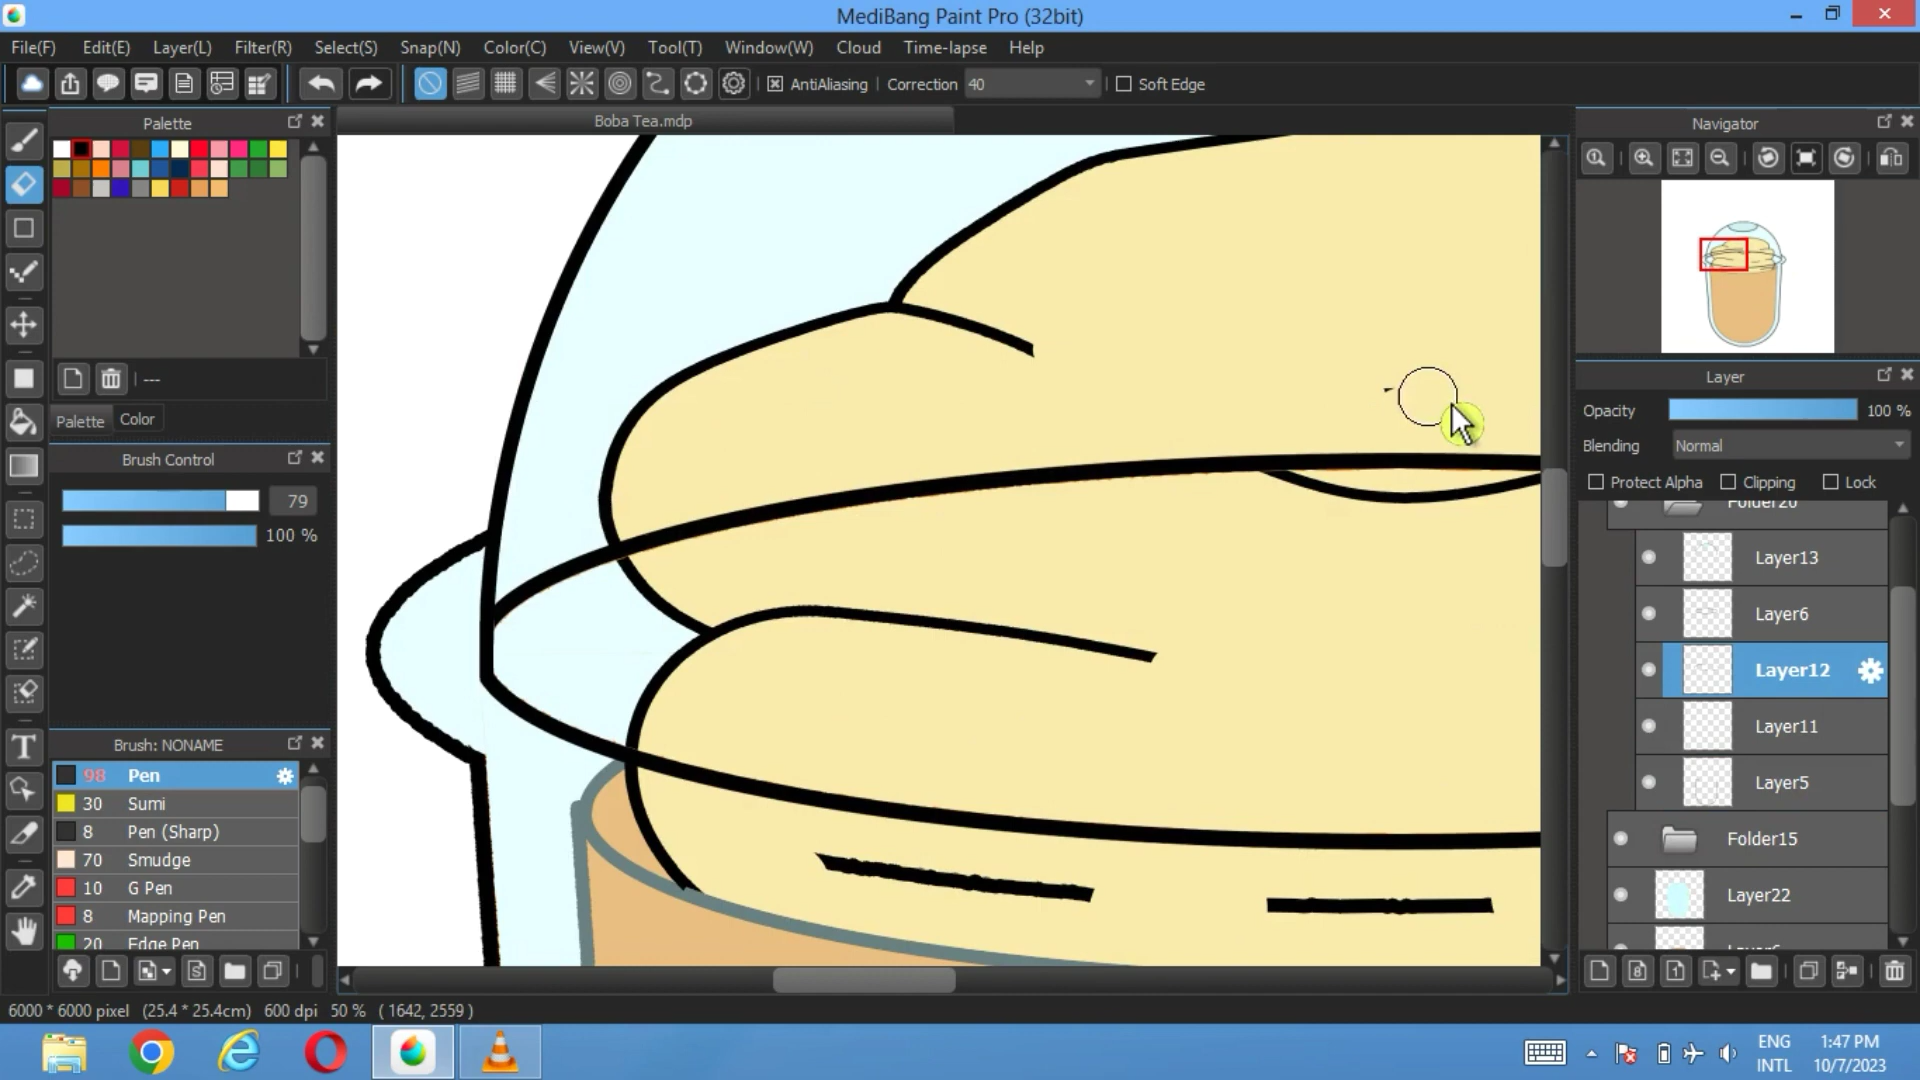 MediBang Paint Pro (32bit)
File(F) Edit(E) Layer(L) Filter(R) Select(S) Snap(N) Color(C) View(V) Tool(T) Window(W) Cloud Time-lapse Help
AntiAliasing Correction 40 Soft Edge
Palette
Boba Tea.mdp
Navigator
---
Palette Color
Brush Control
79
100 %
Layer
Opacity 100 %
Blending Normal
Protect Alpha Clipping Lock
Folder20
Layer13
Layer6
Layer12
Layer11
Layer5
Folder15
Layer22
Brush: NONAME
98 Pen
30 Sumi
8 Pen (Sharp)
70 Smudge
10 G Pen
8 Mapping Pen
20 Edge Pen
6000 * 6000 pixel (25.4 * 25.4cm) 600 dpi 50 % ( 1642, 2559 )
ENG
INTL
1:47 PM
10/7/2023